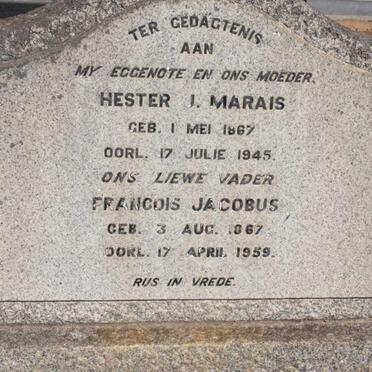 TER GEDAGTENIS
AAN
MY EGGENOTE EN ONS MOEDER.
HESTER J. MARAIS
GEB. 1 MEI 1867
OORL. 17 JULIE 1945.
ONS LIEWE VADER
FRANCOIS JACOBUS
GEB. 3 AUG. 1867
OORL. 17 APRIL 1959.
RUS IN VREDE.